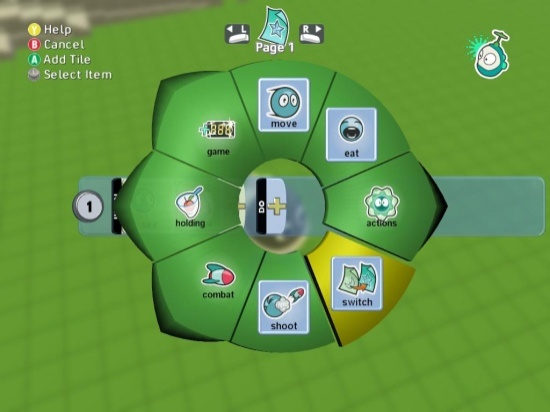 Y Help
B Cancel
A Add Tile
Select Item
L
R
Page 1
move
eat
game
actions
holding
1
DO
combat
switch
shoot